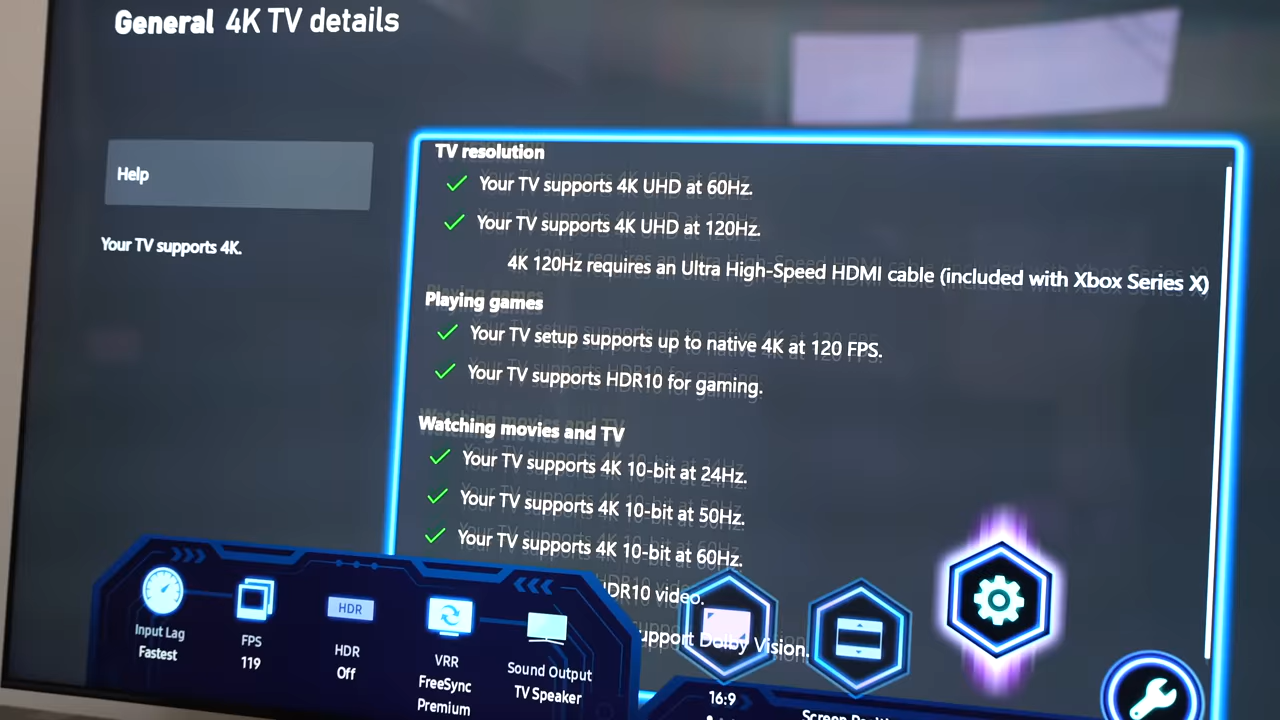 General 4K TV details
Help
Your TV supports 4K.
TV resolution
Your TV supports 4K UHD at 60Hz.
Your TV supports 4K UHD at 120Hz.
4K 120Hz requires an Ultra High-Speed HDMI cable (included with Xbox Series X)
Playing games
Your TV setup supports up to native 4K at 120 FPS.
Your TV supports HDR10 for gaming.
Watching movies and TV
Your TV supports 4K 10-bit at 24Hz.
Your TV supports 4K 10-bit at 50Hz.
Your TV supports 4K 10-bit at 60Hz.
HDR10 video.
support Dolby Vision.
Input Lag
Fastest
FPS
119
HDR
HDR
Off
VRR
FreeSync
Premium
Sound Output
TV Speaker
16:9
Screen